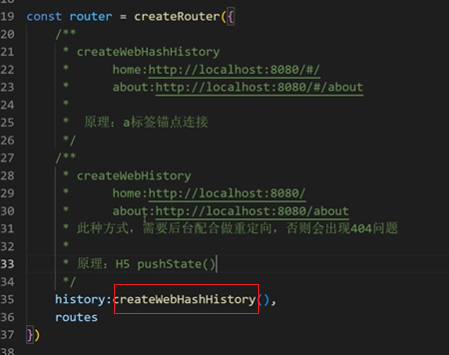 19 const router = createRouter({
20 /**
21 * createWebHashHistory
22 * home:http://localhost:8080/#/
23 * about:http://localhost:8080/#/about
24 *
25 * 原理：a标签锚点连接
26 */
27 /**
28 * createWebHistory
29 * home:http://localhost:8080/
30 * about:http://localhost:8080/about
31 * 此种方式，需要后台配合做重定向，否则会出现404问题
32 *
33 * 原理：H5 pushState()
34 */
35 history:createWebHashHistory(),
36 routes
37 })
38